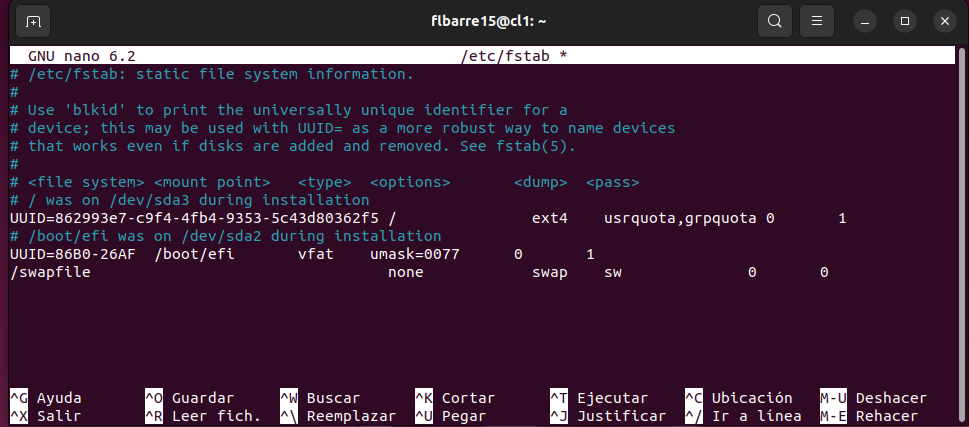 flbarre15@cl1: ~
GNU nano 6.2 /etc/fstab *
# /etc/fstab: static file system information.
#
# Use 'blkid' to print the universally unique identifier for a
# device; this may be used with UUID= as a more robust way to name devices
# that works even if disks are added and removed. See fstab(5).
#
# <file system> <mount point>   <type>  <options>       <dump>  <pass>
# / was on /dev/sda3 during installation
UUID=862993e7-c9f4-4fb4-9353-5c43d80362f5 /               ext4    usrquota,grpquota 0       1
# /boot/efi was on /dev/sda2 during installation
UUID=86B0-26AF  /boot/efi       vfat    umask=0077      0       1
/swapfile                                 none            swap    sw              0       0
^G Ayuda ^O Guardar ^W Buscar ^K Cortar ^T Ejecutar ^C Ubicación M-U Deshacer
^X Salir ^R Leer fich. ^\ Reemplazar ^U Pegar ^J Justificar ^/ Ir a línea M-E Rehacer